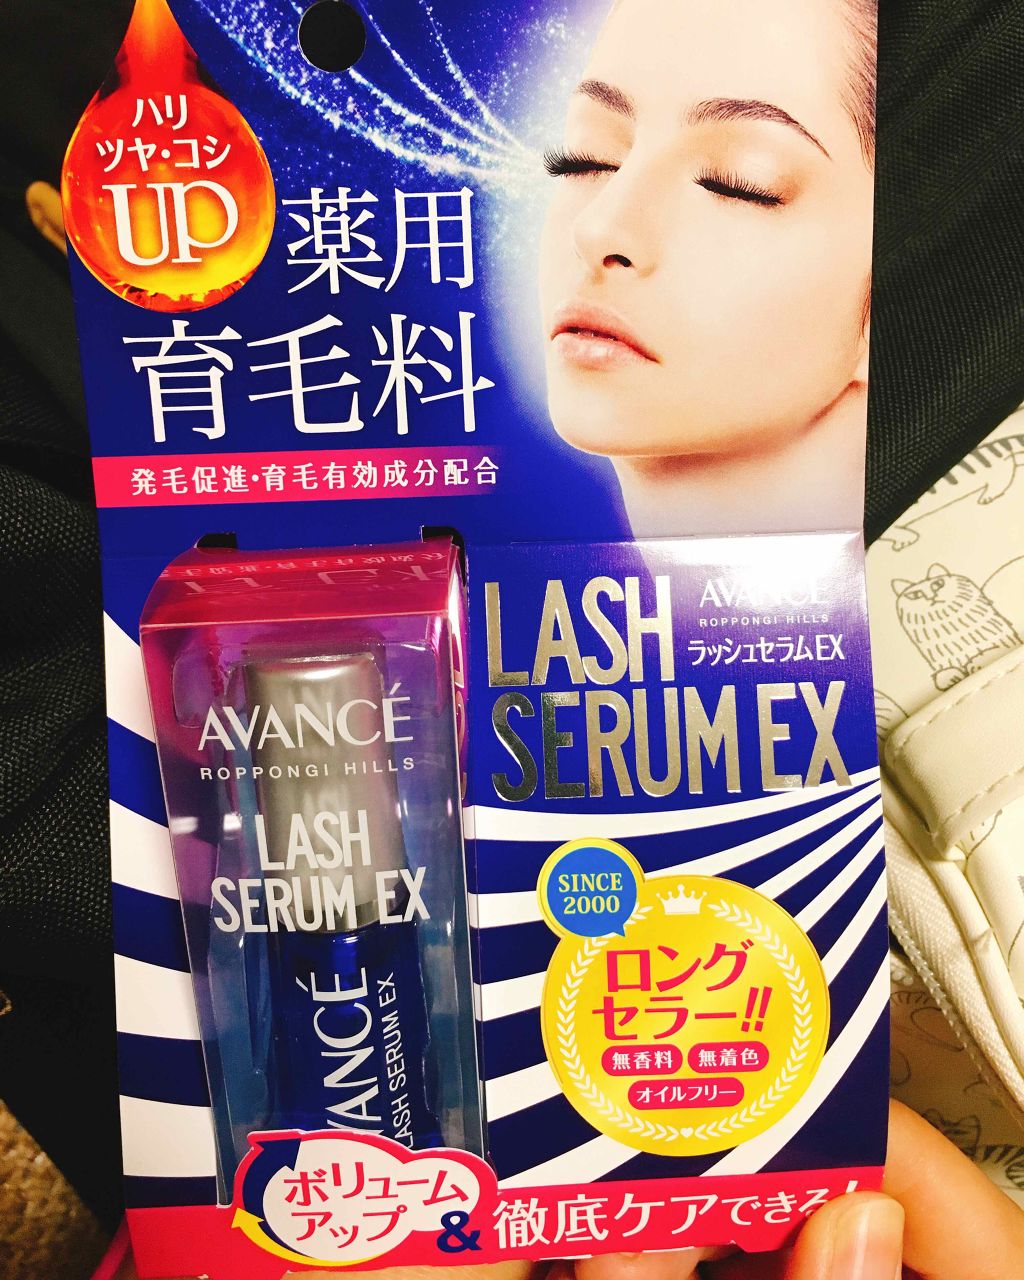 ハリ
ツヤ・コシ
UP
薬用
育毛料
発毛促進・育毛有効成分配合
LASH
SERUM EX
AVANCE
ROPPONGI HILLS
ラッシュセラムEX
AVANCÉ
ROPPONGI HILLS
LASH
SERUM EX
VANCÉ
LASH SERUM EX
SINCE
2000
ロング
セラー!!
無香料 無着色
オイルフリー
ボリューム
アップ
& 徹底ケアできる!